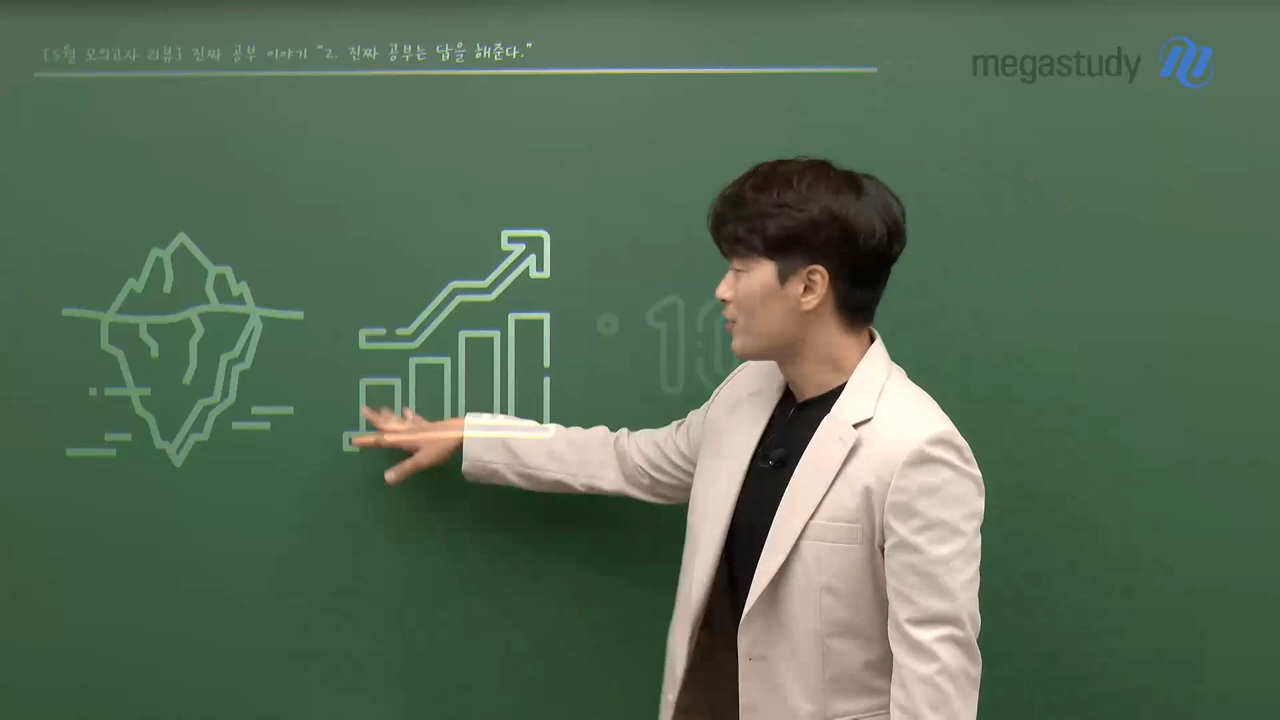 [5월 모의고사 리뷰] 진짜 공부 이야기 "2. 진짜 공부는 답을 해준다."
megastudy